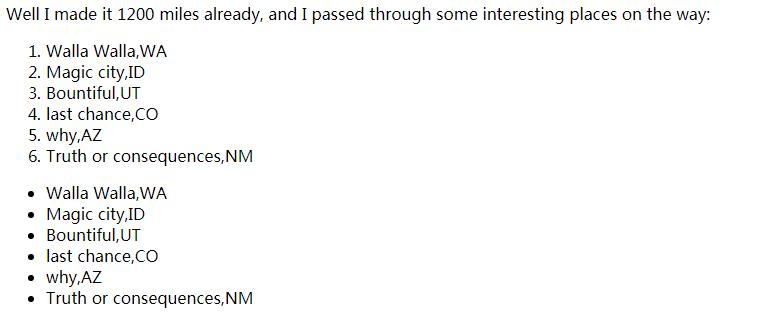 Well I made it 1200 miles already, and I passed through some interesting places on the way:
1. Walla Walla,WA
2. Magic city,ID
3. Bountiful,UT
4. last chance,CO
5. why,AZ
6. Truth or consequences,NM
• Walla Walla,WA
• Magic city,ID
• Bountiful,UT
• last chance,CO
• why,AZ
• Truth or consequences,NM